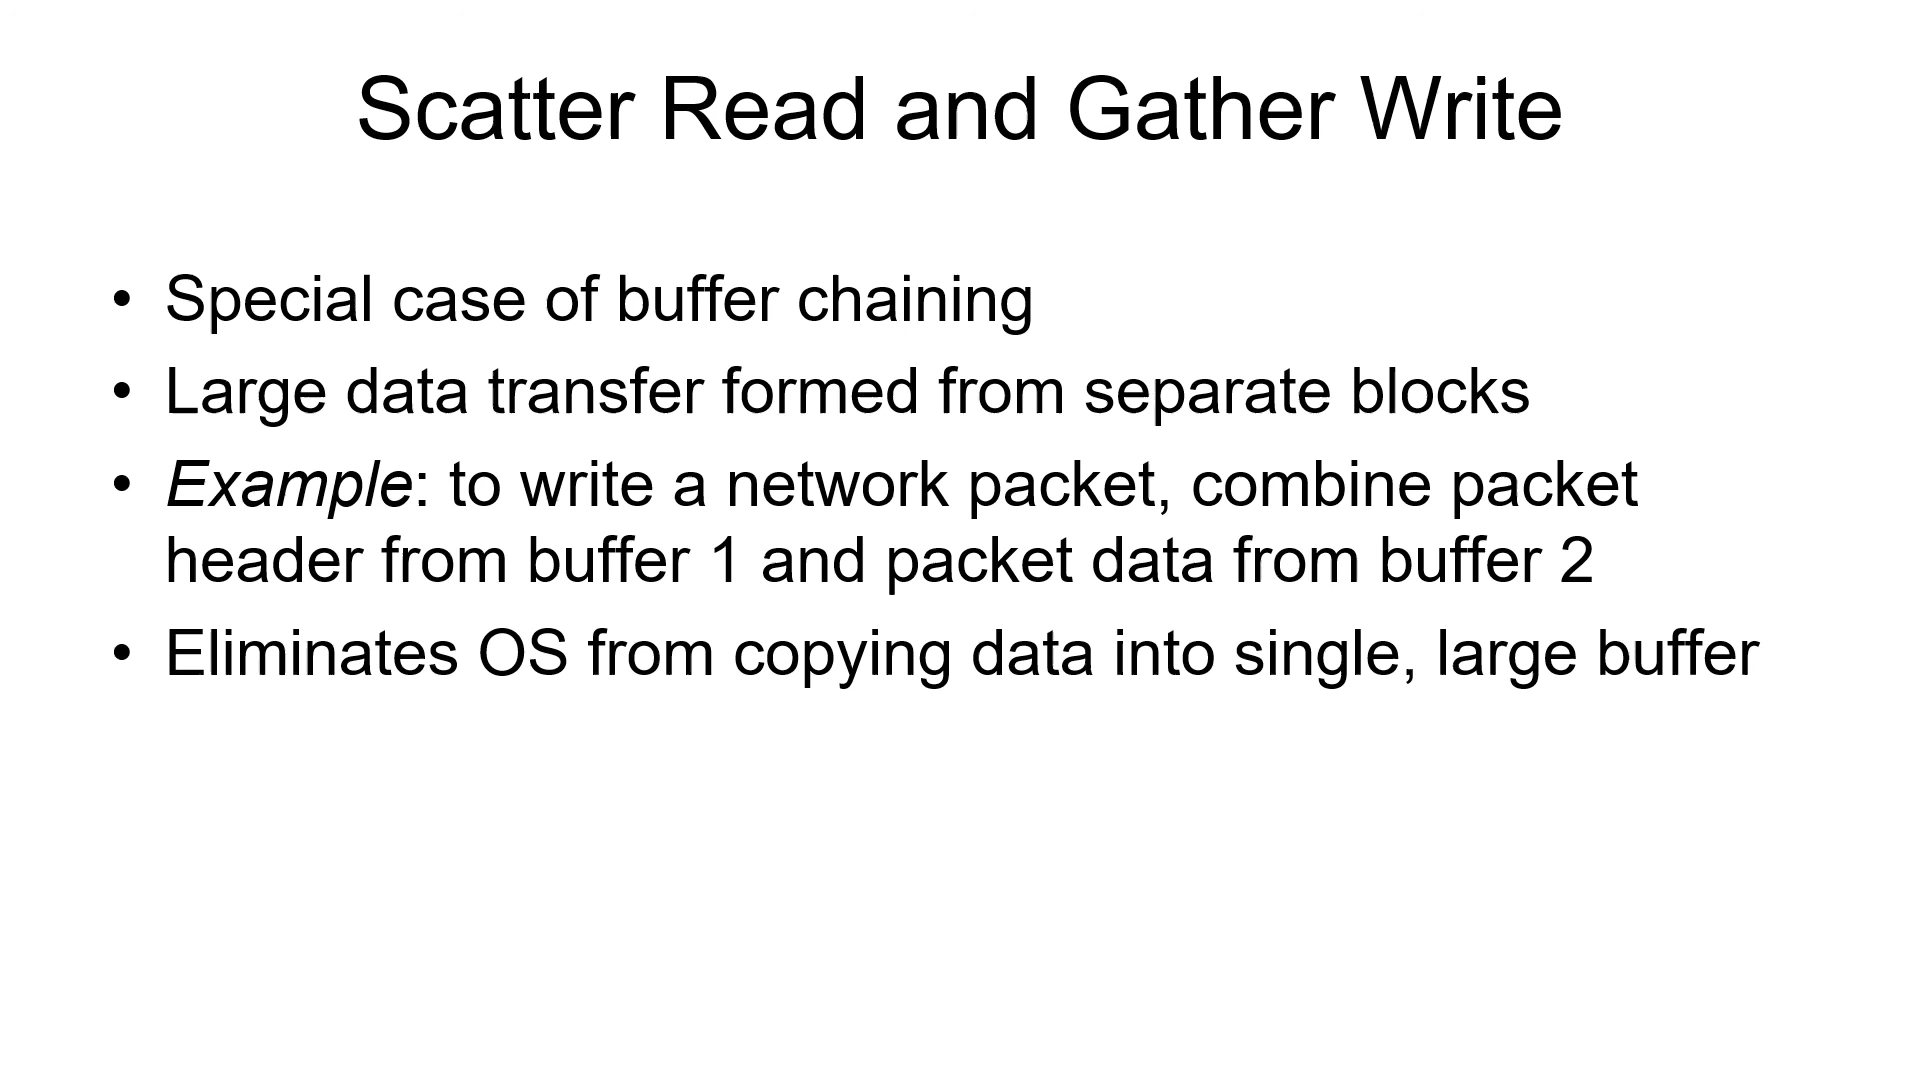 Scatter Read and Gather Write
• Special case of buffer chaining
• Large data transfer formed from separate blocks
• Example: to write a network packet, combine packet
header from buffer 1 and packet data from buffer 2
• Eliminates OS from copying data into single, large buffer